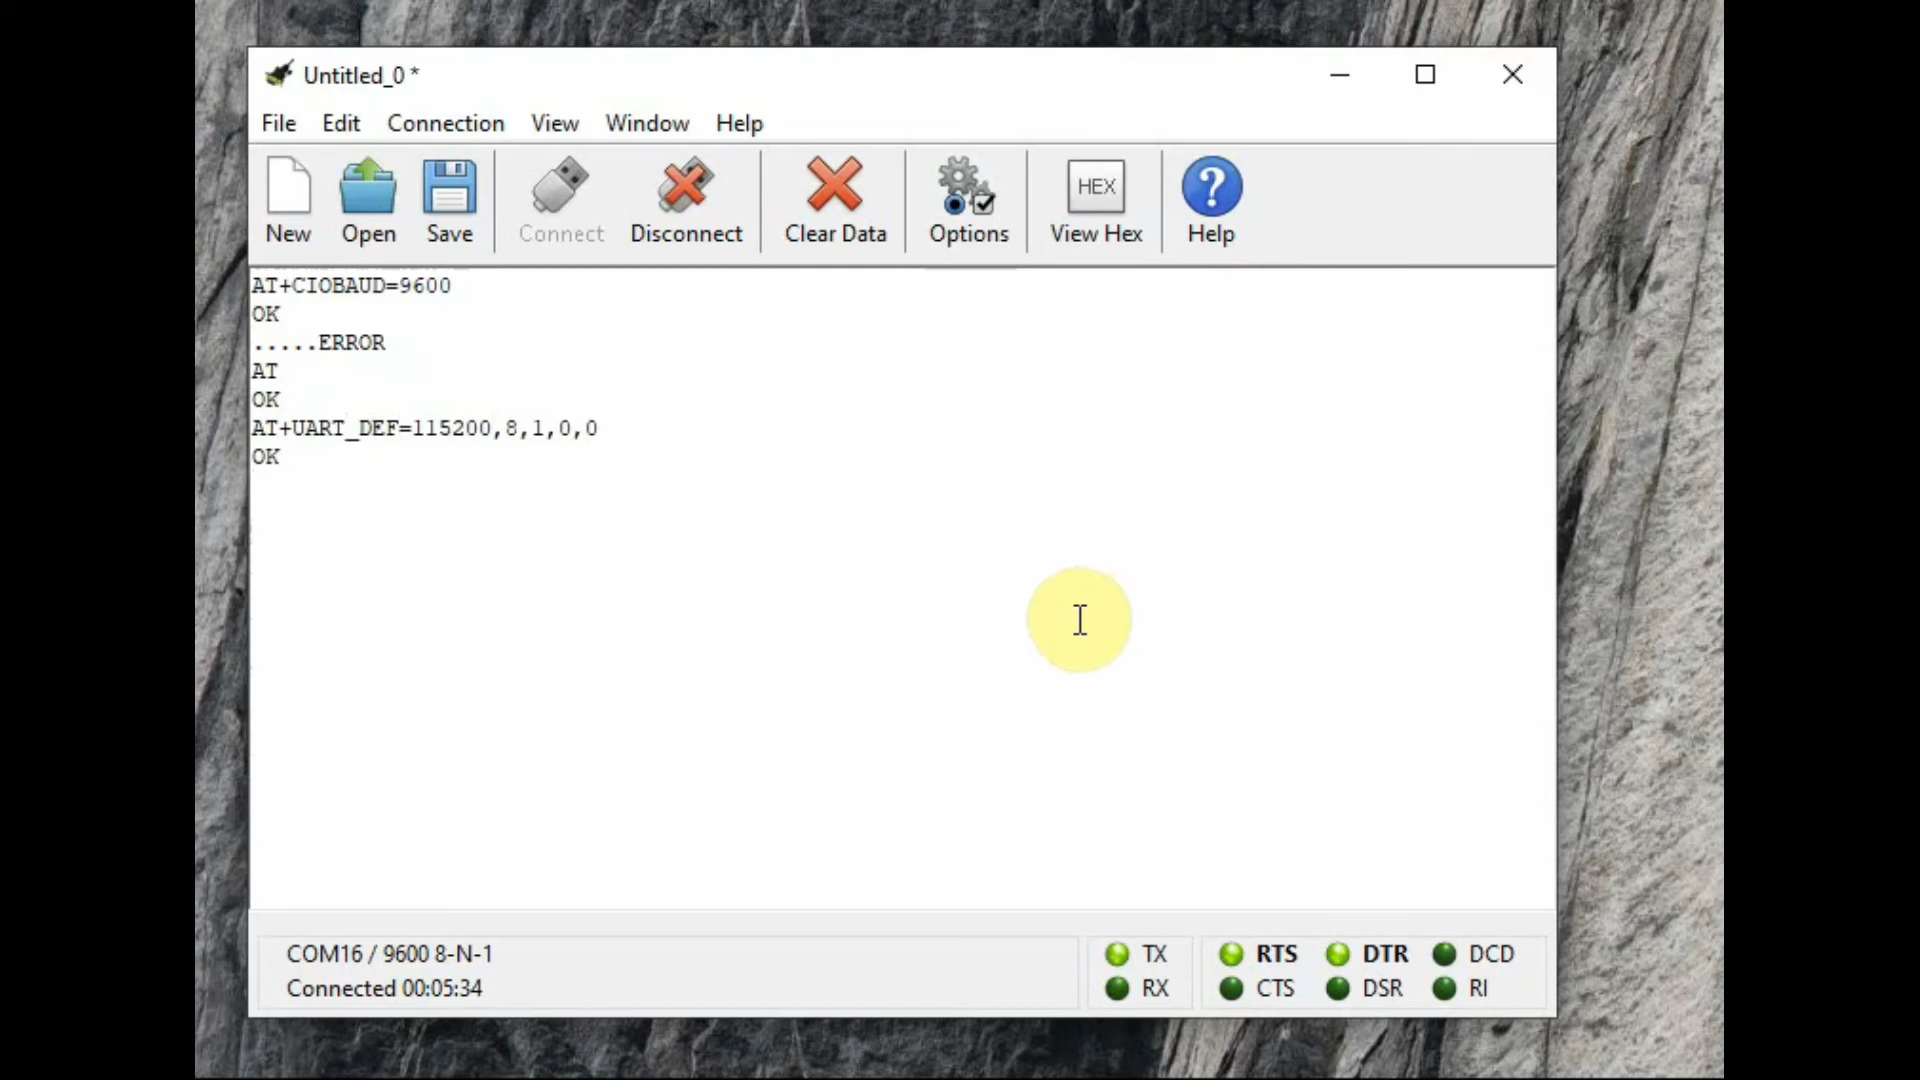 Untitled_0 *
File Edit Connection View Window Help
New Open Save Connect Disconnect Clear Data Options HEX View Hex ? Help
AT+CIOBAUD=9600
OK
.....ERROR
AT
OK
AT+UART_DEF=115200,8,1,0,0
OK
COM16 / 9600 8-N-1
Connected 00:05:34
TX RTS DTR DCD
RX CTS DSR RI